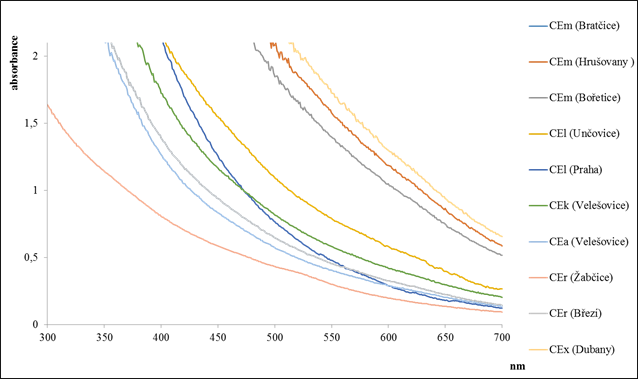 absorbance
2
1,5
1
0,5
0
300
350
400
450
500
550
600
650
700
nm
CEm (Bratčice)
CEm (Hrušovany )
CEm (Bořetice)
CEl (Unčovice)
CEl (Praha)
CEk (Velešovice)
CEa (Velešovice)
CEr (Žabčice)
CEr (Březí)
CEx (Dubany)